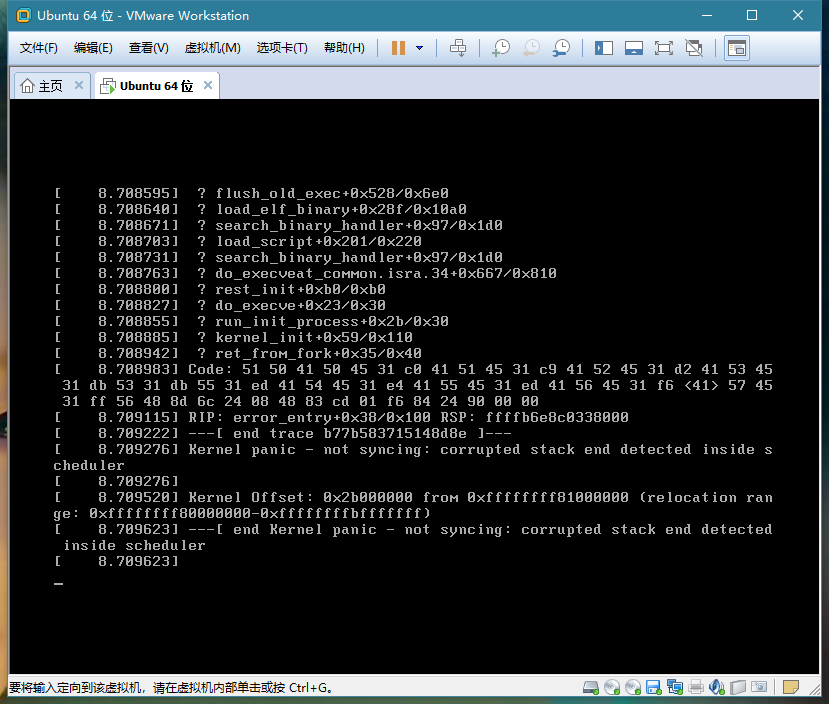 Ubuntu 64 位 - VMware Workstation
文件(F) 编辑(E) 查看(V) 虚拟机(M) 选项卡(T) 帮助(H)
主页 Ubuntu 64 位
[    8.708595]  ? flush_old_exec+0x528/0x6e0
[    8.708640]  ? load_elf_binary+0x28f/0x10a0
[    8.708671]  ? search_binary_handler+0x97/0x1d0
[    8.708703]  ? load_script+0x201/0x220
[    8.708731]  ? search_binary_handler+0x97/0x1d0
[    8.708763]  ? do_execveat_common.isra.34+0x667/0x810
[    8.708800]  ? rest_init+0xb0/0xb0
[    8.708827]  ? do_execve+0x23/0x30
[    8.708855]  ? run_init_process+0x2b/0x30
[    8.708885]  ? kernel_init+0x59/0x110
[    8.708942]  ? ret_from_fork+0x35/0x40
[    8.708983] Code: 51 50 41 50 45 31 c0 41 51 45 31 c9 41 52 45 31 d2 41 53 45
31 db 53 31 db 55 31 ed 41 54 45 31 e4 41 55 45 31 ed 41 56 45 31 f6 <41> 57 45
31 ff 56 48 8d 6c 24 08 48 83 cd 01 f6 84 24 90 00 00
[    8.709115] RIP: error_entry+0x38/0x100 RSP: ffffb6e8c0338000
[    8.709222] ---[ end trace b77b583715148d8e ]---
[    8.709276] Kernel panic - not syncing: corrupted stack end detected inside s
cheduler
[    8.709276]
[    8.709520] Kernel Offset: 0x2b000000 from 0xffffffff81000000 (relocation ran
ge: 0xffffffff80000000-0xffffffffbfffffff)
[    8.709623] ---[ end Kernel panic - not syncing: corrupted stack end detected
inside scheduler
[    8.709623]
要将输入定向到该虚拟机，请在虚拟机内部单击或按 Ctrl+G。